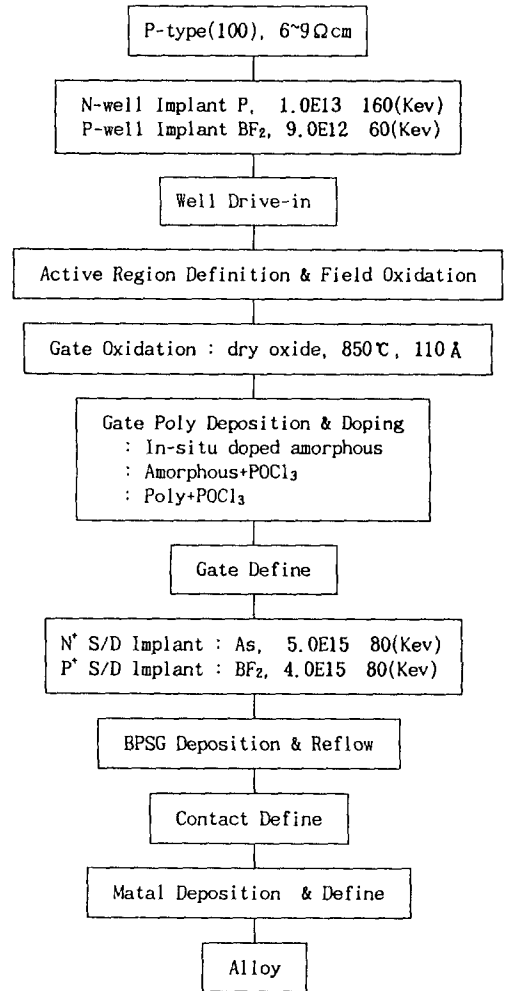 P-type(100), 6~9Ωcm
N-well Implant P, 1.0E13 160(Kev)
P-well Implant BF₂, 9.0E12 60(Kev)
Well Drive-in
Active Region Definition & Field Oxidation
Gate Oxidation : dry oxide, 850℃, 110Å
Gate Poly Deposition & Doping
: In-situ doped amorphous
: Amorphous+POCl₃
: Poly+POCl₃
Gate Define
N⁺ S/D Implant : As, 5.0E15 80(Kev)
P⁺ S/D Implant : BF₂, 4.0E15 80(Kev)
BPSG Deposition & Reflow
Contact Define
Matal Deposition & Define
Alloy